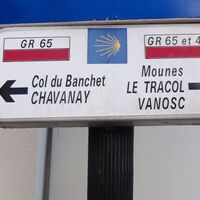 GR 65
GR 65 et 4
Col du Banchet
CHAVANAY
Mounes
LE TRACOL
VANOSC